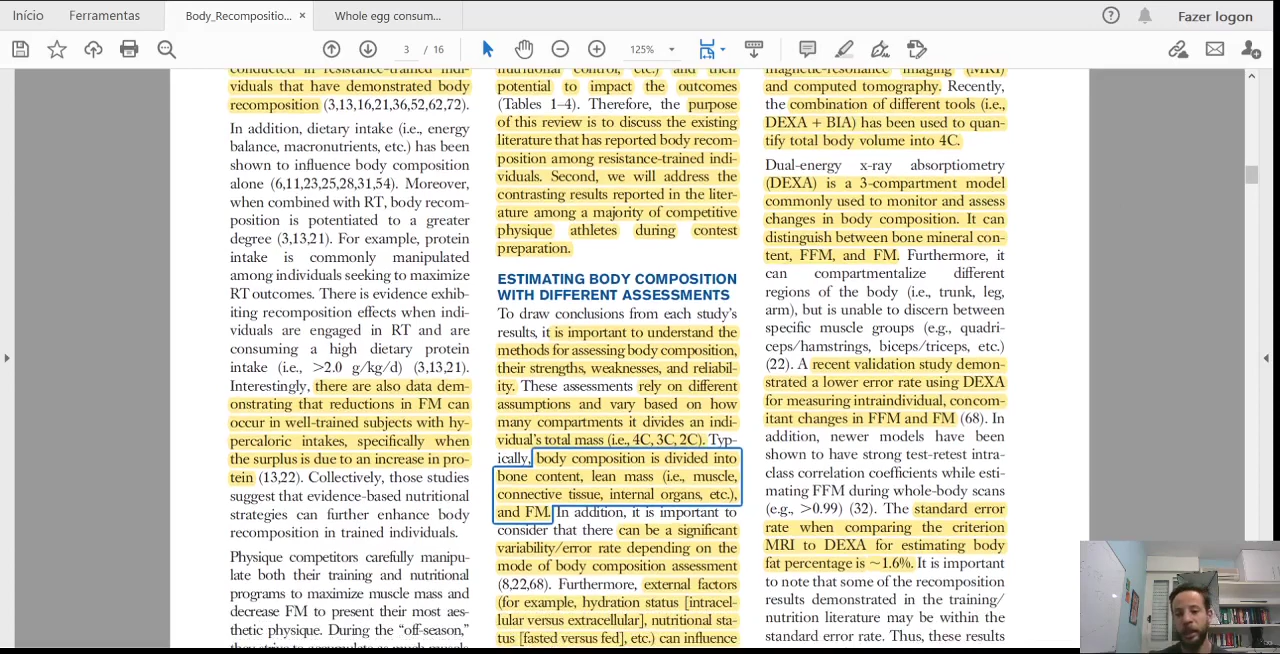 Início
Ferramentas
Body_Recompositio...
×
Whole egg consum...
Fazer logon
3 / 16
125%
conducted in resistance-trained indi-
viduals that have demonstrated body
recomposition (3,13,16,21,36,52,62,72).
In addition, dietary intake (i.e., energy
balance, macronutrients, etc.) has been
shown to influence body composition
alone (6,11,23,25,28,31,54). Moreover,
when combined with RT, body recom-
position is potentiated to a greater
degree (3,13,21). For example, protein
intake is commonly manipulated
among individuals seeking to maximize
RT outcomes. There is evidence exhib-
iting recomposition effects when indi-
viduals are engaged in RT and are
consuming a high dietary protein
intake (i.e., >2.0 g/kg/d) (3,13,21).
Interestingly, there are also data dem-
onstrating that reductions in FM can
occur in well-trained subjects with hy-
percaloric intakes, specifically when
the surplus is due to an increase in pro-
tein (13,22). Collectively, those studies
suggest that evidence-based nutritional
strategies can further enhance body
recomposition in trained individuals.
Physique competitors carefully manipu-
late both their training and nutritional
programs to maximize muscle mass and
decrease FM to present their most aes-
thetic physique. During the “off-season,”
they strive to accumulate as much muscle
nutritional control, etc.) and their
potential to impact the outcomes
(Tables 1–4). Therefore, the purpose
of this review is to discuss the existing
literature that has reported body recom-
position among resistance-trained indi-
viduals. Second, we will address the
contrasting results reported in the liter-
ature among a majority of competitive
physique athletes during contest
preparation.
ESTIMATING BODY COMPOSITION
WITH DIFFERENT ASSESSMENTS
To draw conclusions from each study’s
results, it is important to understand the
methods for assessing body composition,
their strengths, weaknesses, and reliabil-
ity. These assessments rely on different
assumptions and vary based on how
many compartments it divides an indi-
vidual’s total mass (i.e., 4C, 3C, 2C). Typ-
ically, body composition is divided into
bone content, lean mass (i.e., muscle,
connective tissue, internal organs, etc.),
and FM. In addition, it is important to
consider that there can be a significant
variability/error rate depending on the
mode of body composition assessment
(8,22,68). Furthermore, external factors
(for example, hydration status [intracel-
lular versus extracellular], nutritional sta-
tus [fasted versus fed], etc.) can influence
magnetic-resonance imaging (MRI)
and computed tomography. Recently,
the combination of different tools (i.e.,
DEXA + BIA) has been used to quan-
tify total body volume into 4C.
Dual-energy x-ray absorptiometry
(DEXA) is a 3-compartment model
commonly used to monitor and assess
changes in body composition. It can
distinguish between bone mineral con-
tent, FFM, and FM. Furthermore, it
can compartmentalize different
regions of the body (i.e., trunk, leg,
arm), but is unable to discern between
specific muscle groups (e.g., quadri-
ceps/hamstrings, biceps/triceps, etc.)
(22). A recent validation study demon-
strated a lower error rate using DEXA
for measuring intraindividual, concom-
itant changes in FFM and FM (68). In
addition, newer models have been
shown to have strong test-retest intra-
class correlation coefficients while esti-
mating FFM during whole-body scans
(e.g., >0.99) (32). The standard error
rate when comparing the criterion
MRI to DEXA for estimating body
fat percentage is ~1.6%. It is important
to note that some of the recomposition
results demonstrated in the training/
nutrition literature may be within the
standard error rate. Thus, these results